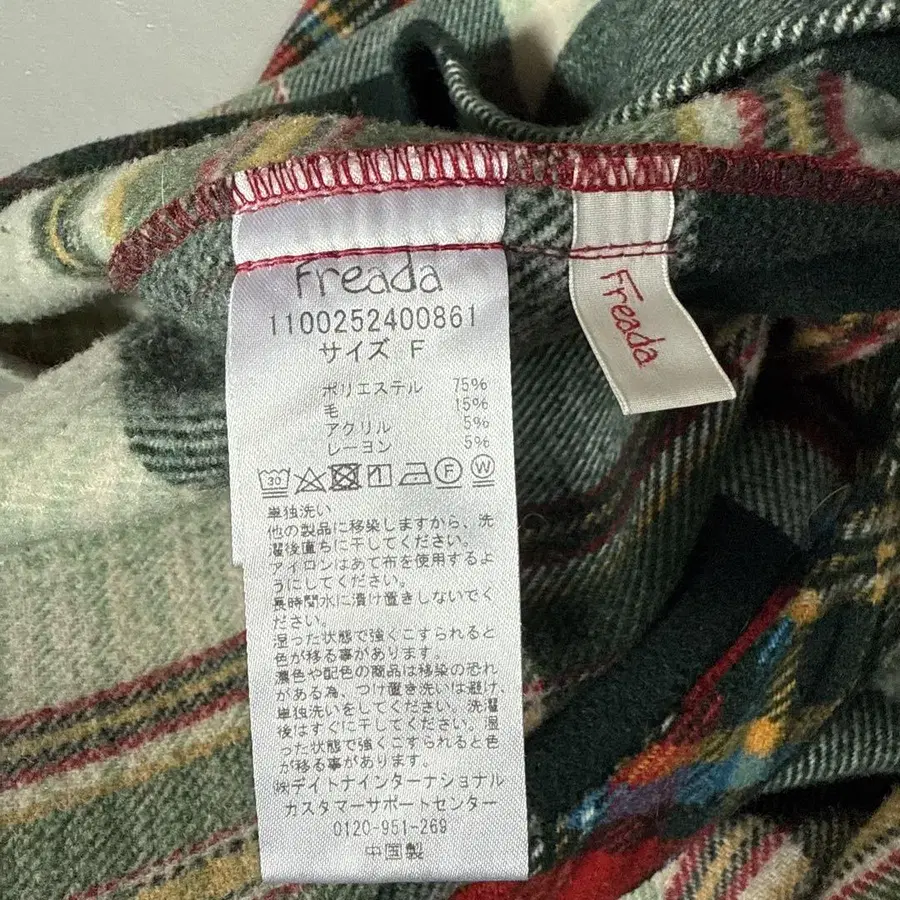 Freada
1100252400861
サイズ F
ポリエステル 75%
毛 15%
アクリル 5%
レーヨン 5%
30
F
W
単独洗い
他の製品に移染しますから、洗
濯後直ちに干してください。
アイロンはあて布を使用するよ
うにしてください。
長時間水に漬け置きしないでく
ださい。
湿った状態で強くこすられると
色が移る事があります。
濃色や配色の商品は移染の恐れ
がある為、つけ置き洗いは避け、
単独洗いをしてください。洗濯
後はすぐに干してください。湿
った状態で強くこすられると色
が移る事があります。
㈱デイトナインターナショナル
カスタマーサポートセンター
0120-951-269
中国製
Freada